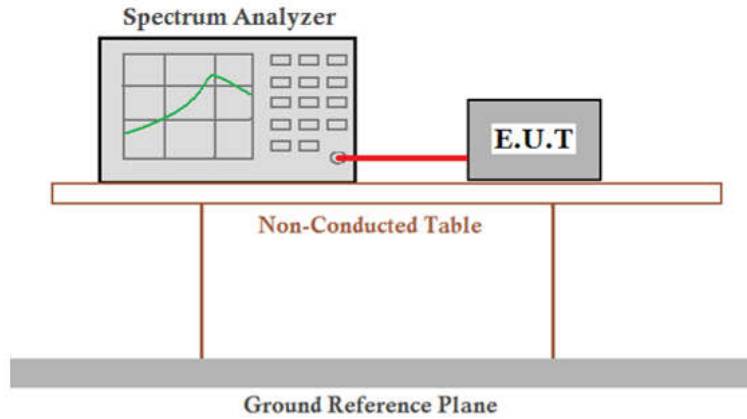 Spectrum Analyzer
E.U.T
Non-Conducted Table
Ground Reference Plane